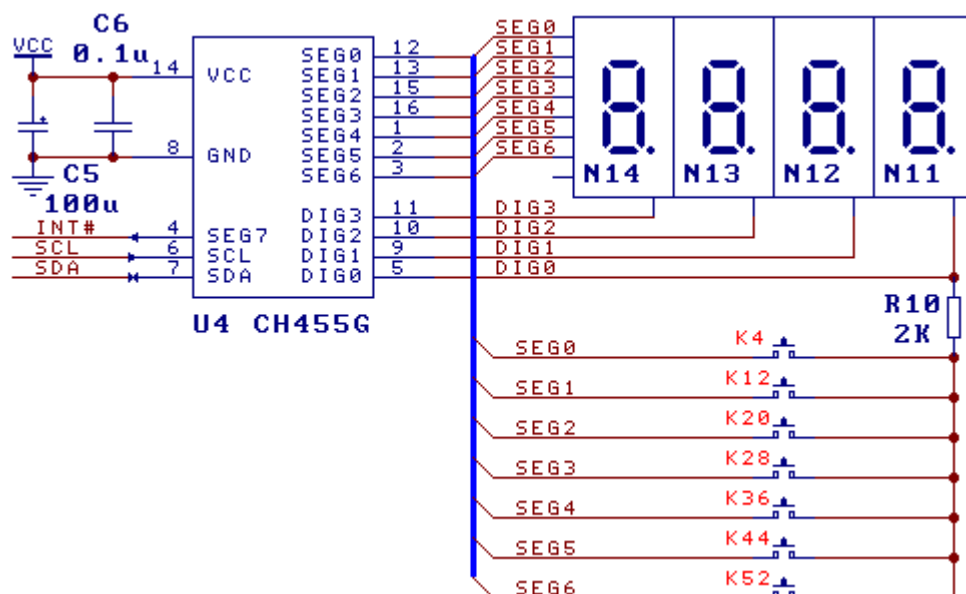 C6
0.1u
VCC
14
VCC
8
GND
C5
100u
INT#
4
SEG7
SCL
6
SCL
SDA
7
SDA
SEG0
12
SEG1
13
SEG2
15
SEG3
16
SEG4
1
SEG5
2
SEG6
3
DIG3
11
DIG2
10
DIG1
9
DIG0
5
U4 CH455G
SEG0
SEG1
SEG2
SEG3
SEG4
SEG5
SEG6
N14
N13
N12
N11
DIG3
DIG2
DIG1
DIG0
R10
2K
SEG0
K4
SEG1
K12
SEG2
K20
SEG3
K28
SEG4
K36
SEG5
K44
SEG6
K52